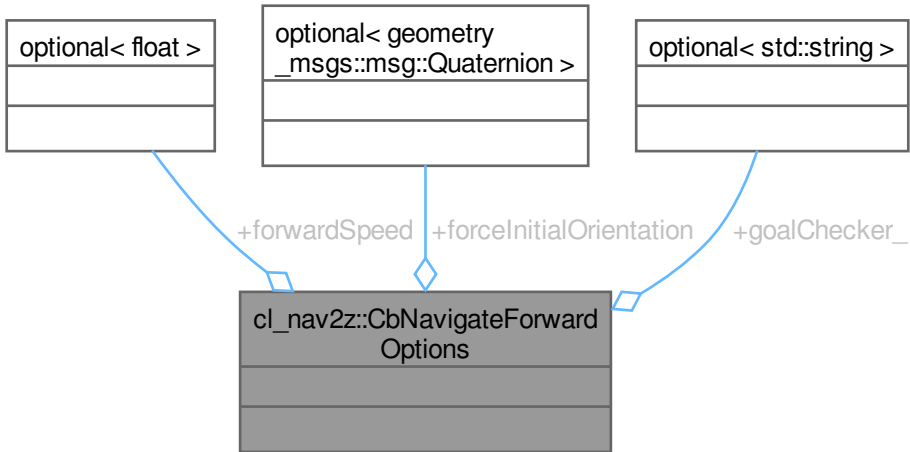 optional< float >
optional< geometry
_msgs::msg::Quaternion >
optional< std::string >
+forwardSpeed
+forceInitialOrientation
+goalChecker_
cl_nav2z::CbNavigateForward
Options